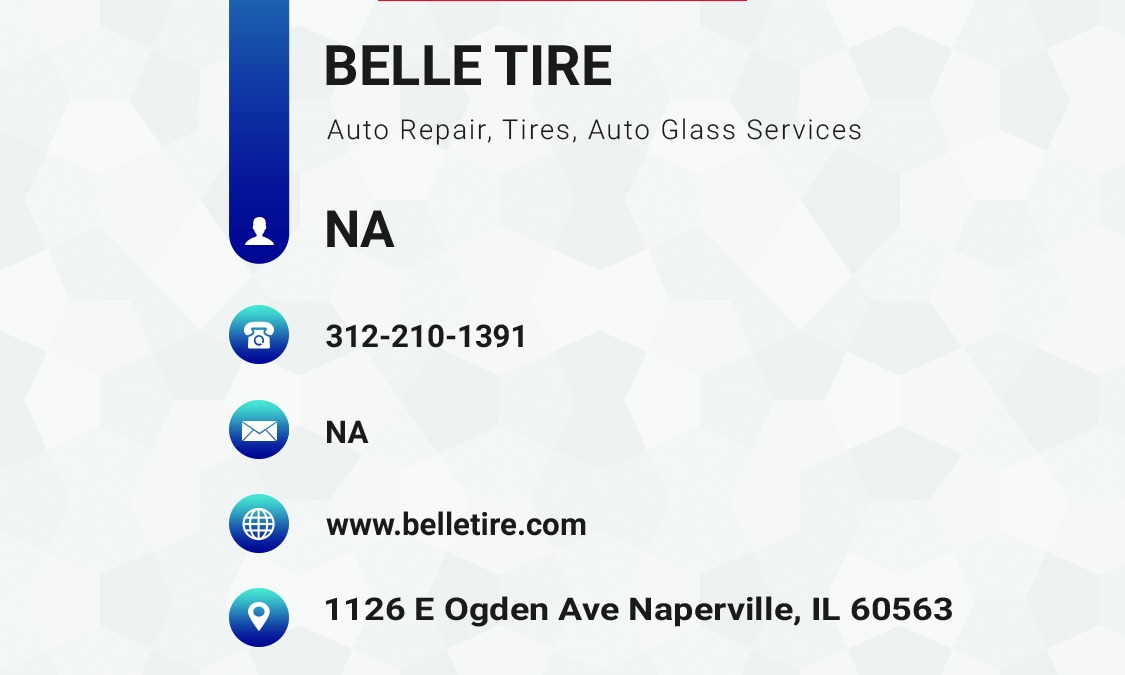 BELLE TIRE
Auto Repair, Tires, Auto Glass Services
NA
312-210-1391
NA
www.belletire.com
1126 E Ogden Ave Naperville, IL 60563